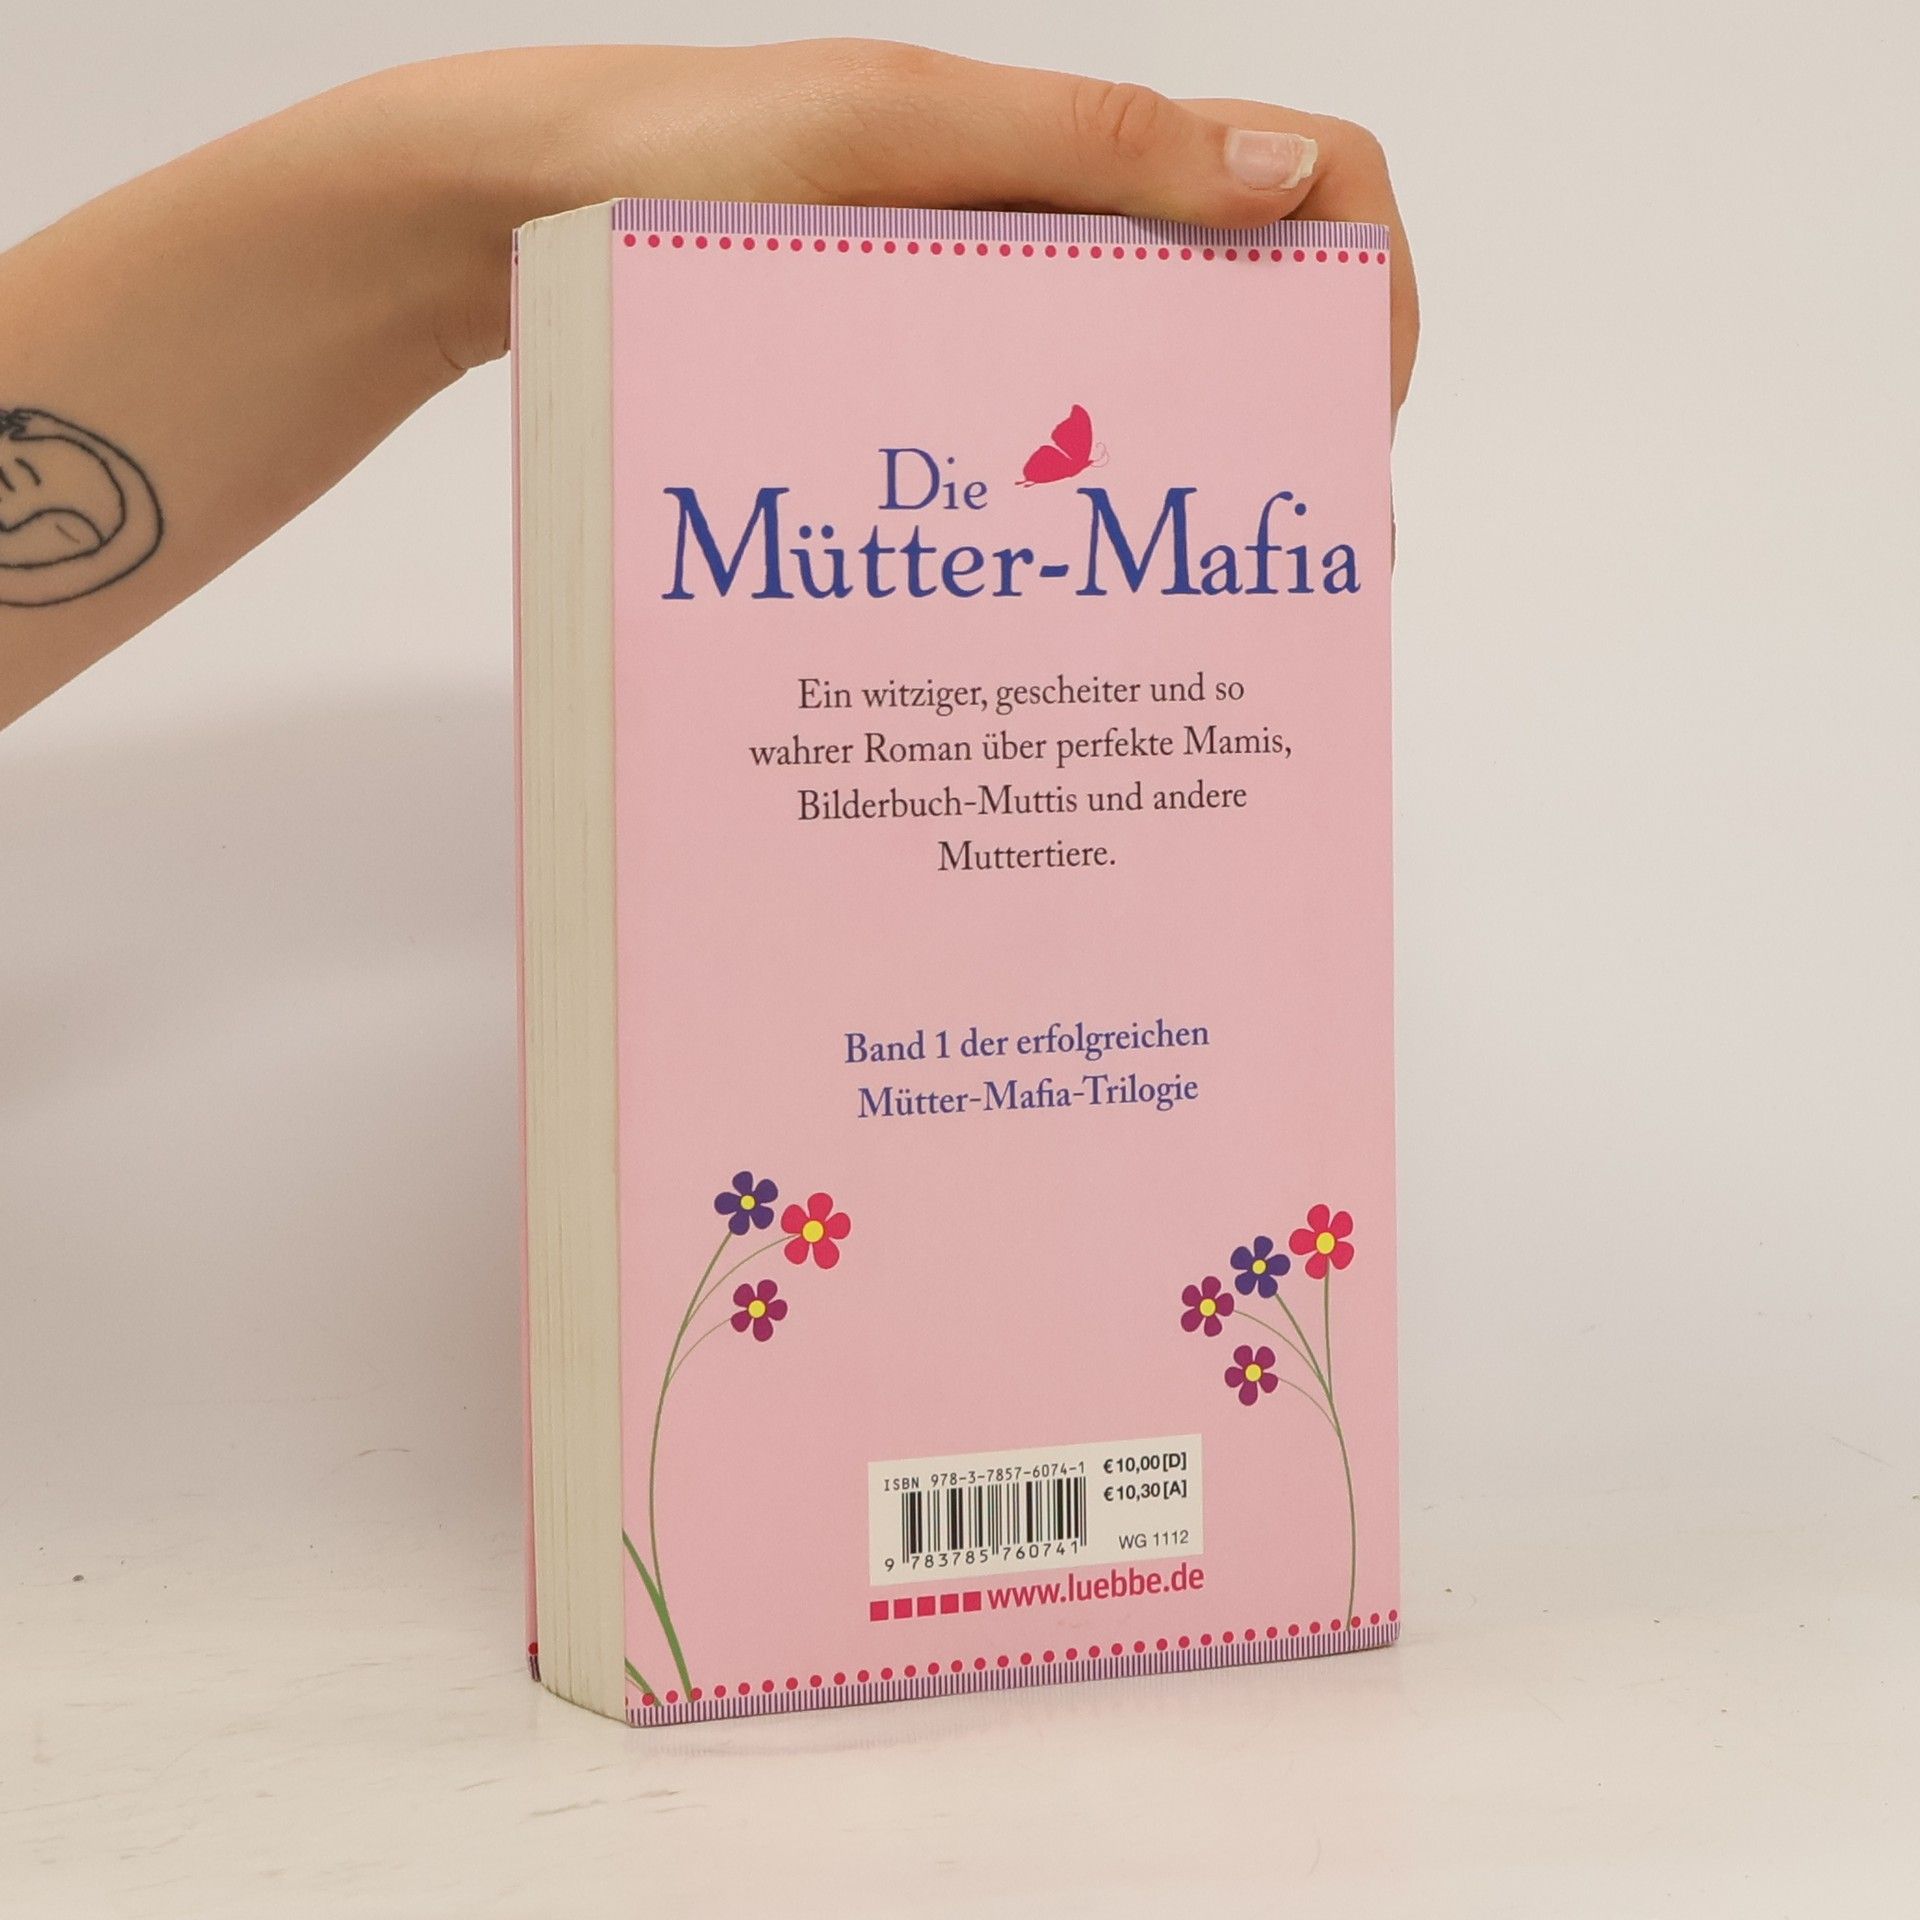 Die
Mütter-Mafia
Ein witziger, gescheiter und so
wahrer Roman über perfekte Mamis,
Bilderbuch-Muttis und andere
Muttertiere.
Band 1 der erfolgreichen
Mütter-Mafia-Trilogie
ISBN 978-3-7857-6074-1
€ 10,00 [D]
€ 10,30 [A]
WG 1112
9 783785 760741
www.luebbe.de